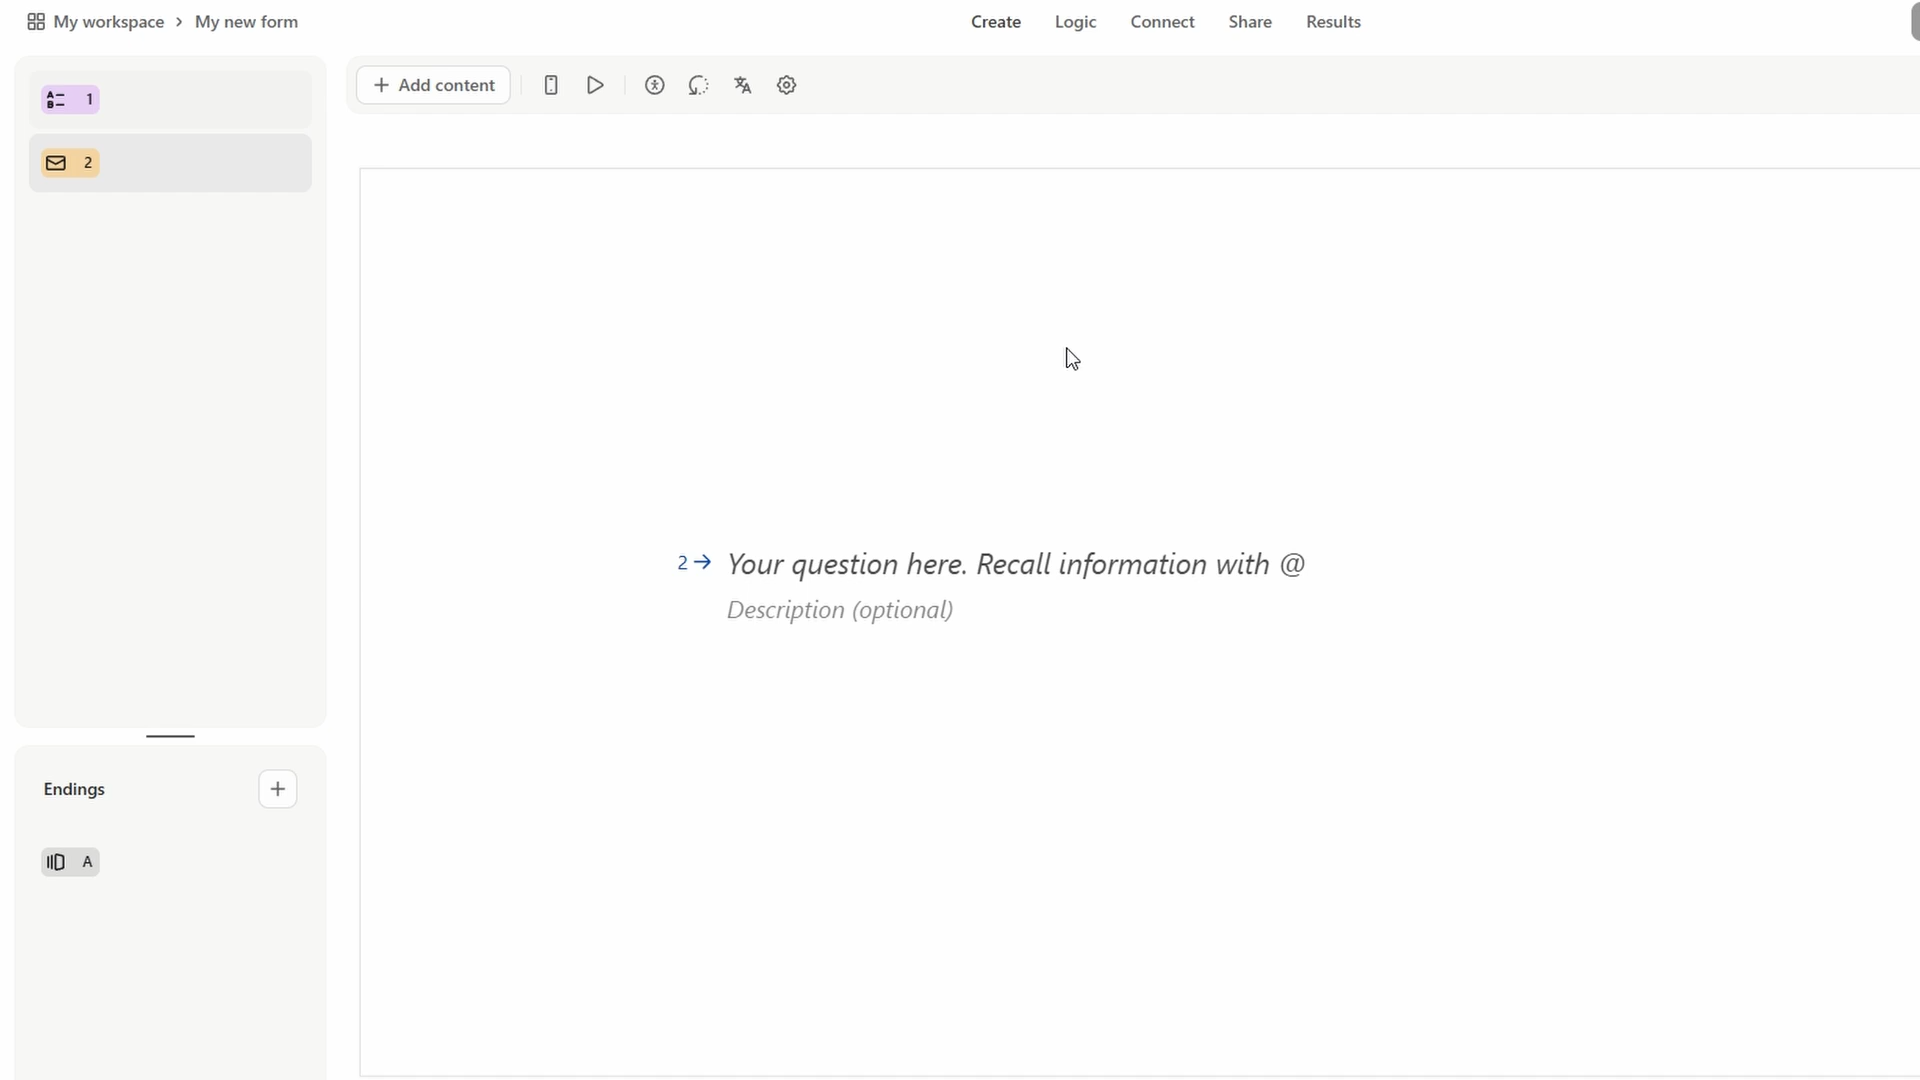 My workspace > My new form
Create Logic Connect Share Results
+ Add content
A B 1
2
2→ Your question here. Recall information with @
Description (optional)
Endings +
A